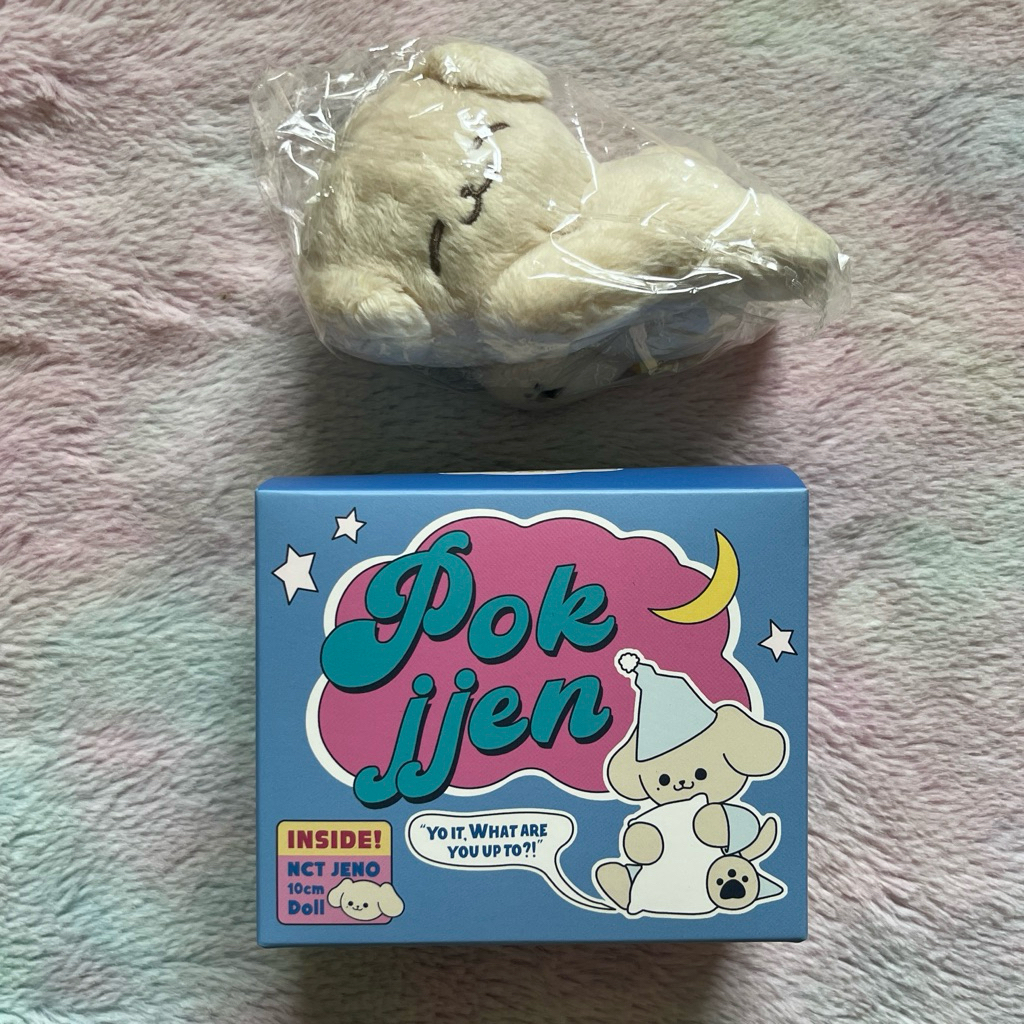 Pok
jjen
"YO IT, WHAT ARE
YOU UP TO?!"
INSIDE!
NCT JENO
10cm
Doll